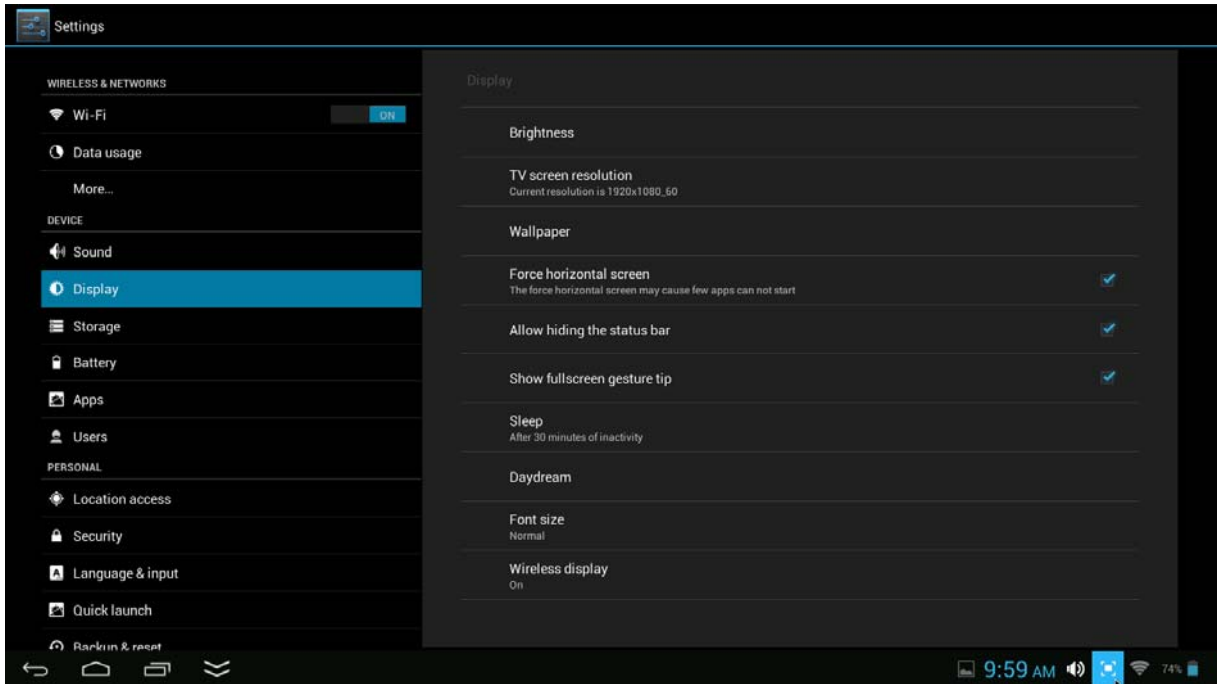 Settings
WIRELESS & NETWORKS
Wi-Fi
ON
Data usage
More...
DEVICE
Sound
Display
Storage
Battery
Apps
Users
PERSONAL
Location access
Security
Language & input
Quick launch
Backup & reset
Display
Brightness
TV screen resolution
Current resolution is 1920x1080_60
Wallpaper
Force horizontal screen
The force horizontal screen may cause few apps can not start
Allow hiding the status bar
Show fullscreen gesture tip
Sleep
After 30 minutes of inactivity
Daydream
Font size
Normal
Wireless display
On
9:59 AM
74%